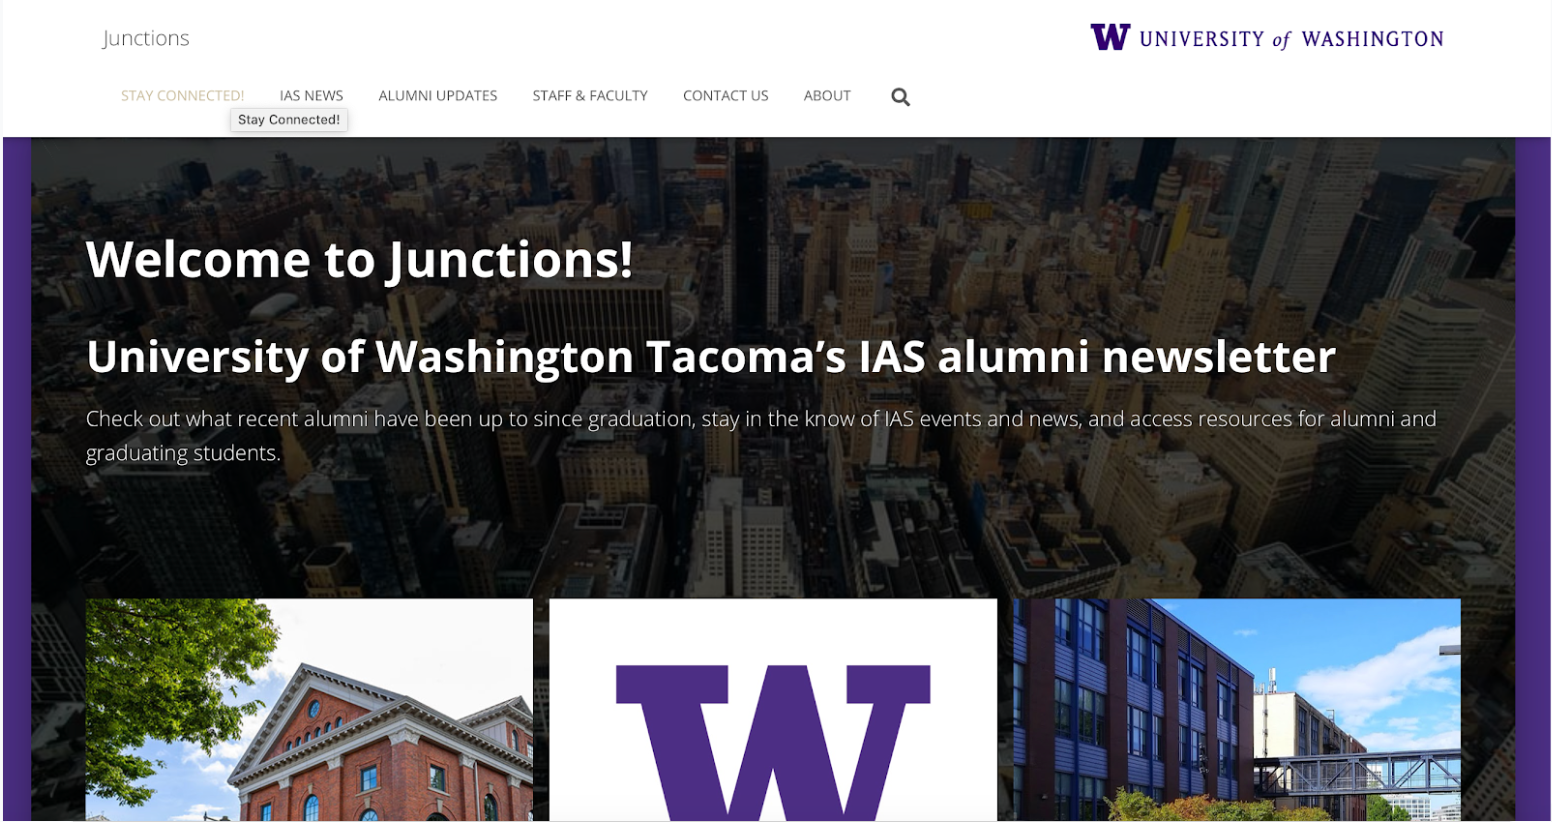 Junctions
W UNIVERSITY of WASHINGTON
STAY CONNECTED! IAS NEWS ALUMNI UPDATES STAFF & FACULTY CONTACT US ABOUT
Stay Connected!
Welcome to Junctions!
University of Washington Tacoma’s IAS alumni newsletter
Check out what recent alumni have been up to since graduation, stay in the know of IAS events and news, and access resources for alumni and
graduating students.
W